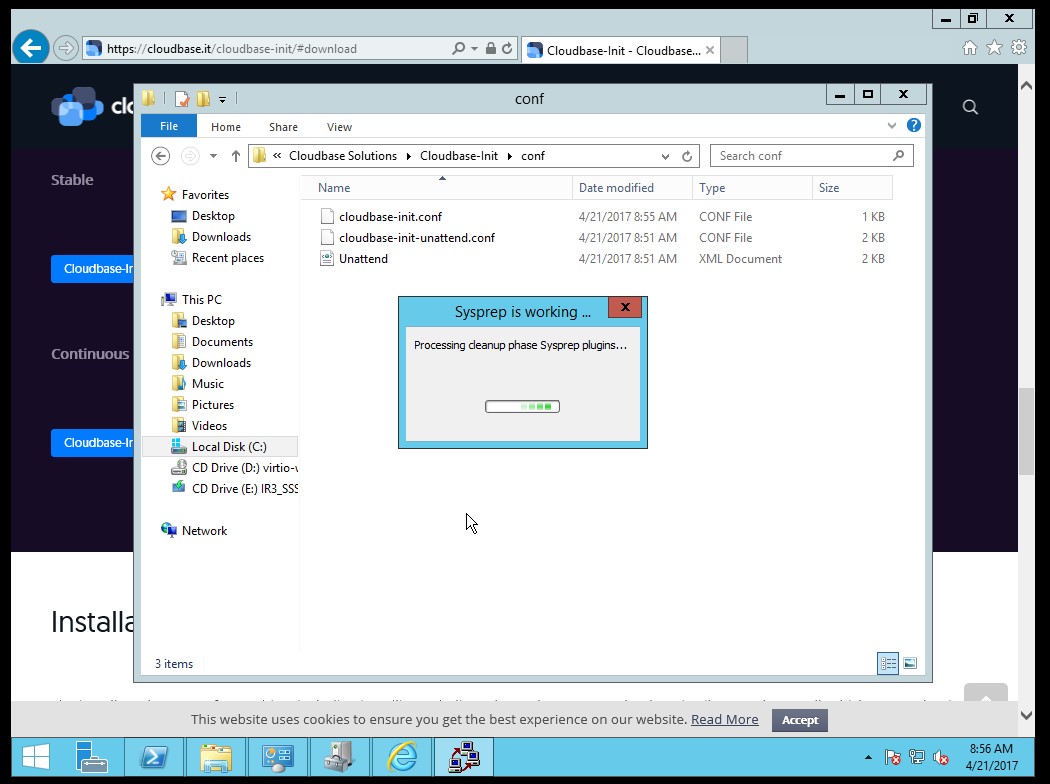 https://cloudbase.it/cloudbase-init/#download
Cloudbase-Init - Cloudbase...
clo
conf
File Home Share View
« Cloudbase Solutions Cloudbase-Init conf
Search conf
Stable
Cloudbase-In
Continuous
Cloudbase-In
Favorites
Desktop
Downloads
Recent places
This PC
Desktop
Documents
Downloads
Music
Pictures
Videos
Local Disk (C:)
CD Drive (D:) virtio-v
CD Drive (E:) IR3_SSS
Network
Name Date modified Type Size
cloudbase-init.conf 4/21/2017 8:55 AM CONF File 1 KB
cloudbase-init-unattend.conf 4/21/2017 8:51 AM CONF File 2 KB
Unattend 4/21/2017 8:51 AM XML Document 2 KB
Sysprep is working ...
Processing cleanup phase Sysprep plugins...
3 items
Installa
This website uses cookies to ensure you get the best experience on our website. Read More Accept
8:56 AM
4/21/2017